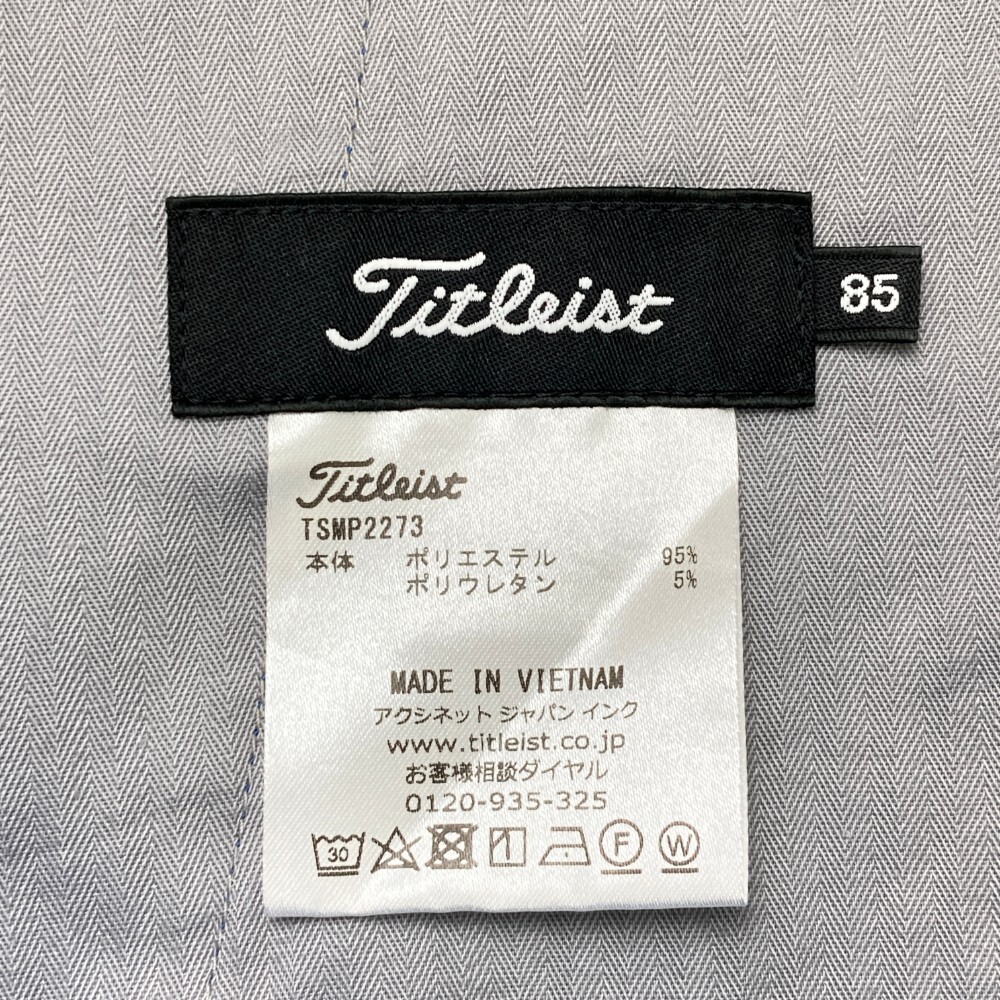 Titleist
85
Titleist
TSMP2273
本体 ポリエステル 95%
ポリウレタン 5%
MADE IN VIETNAM
アクシネット ジャパン インク
www.titleist.co.jp
お客様相談ダイヤル
0120-935-325
30 F W